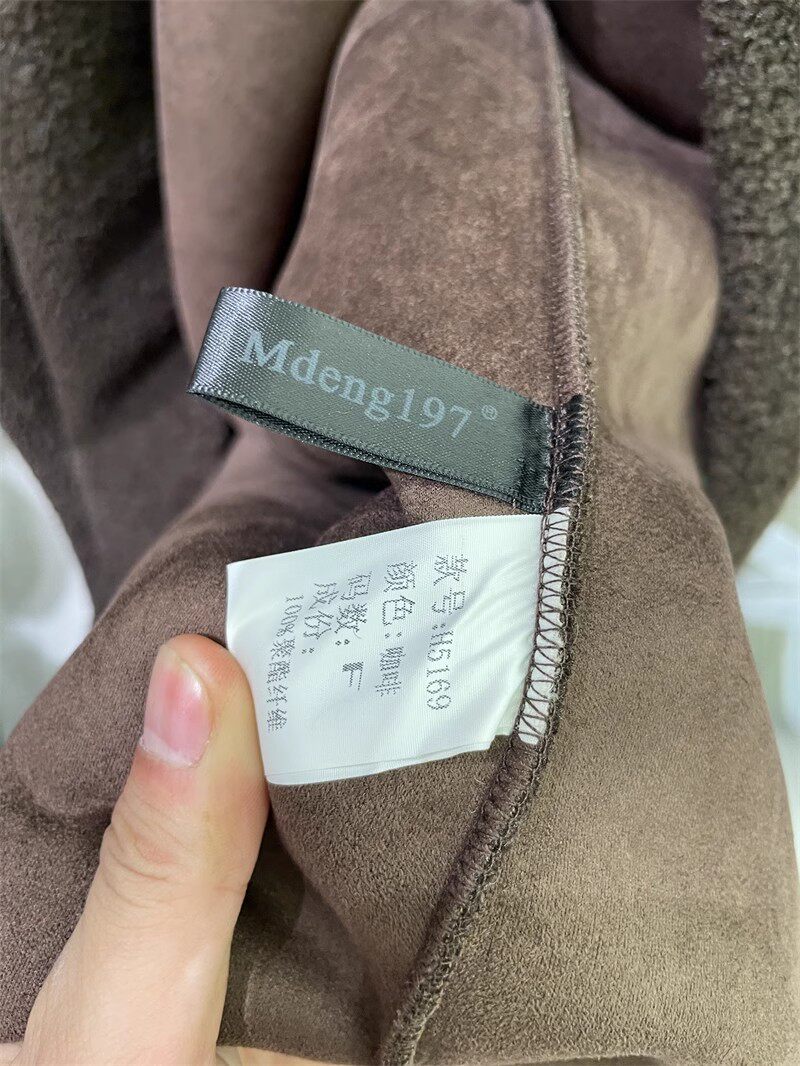 Mdeng197®
款号:H5169
颜色:咖啡
码数:F
成份:
100%聚酯纤维